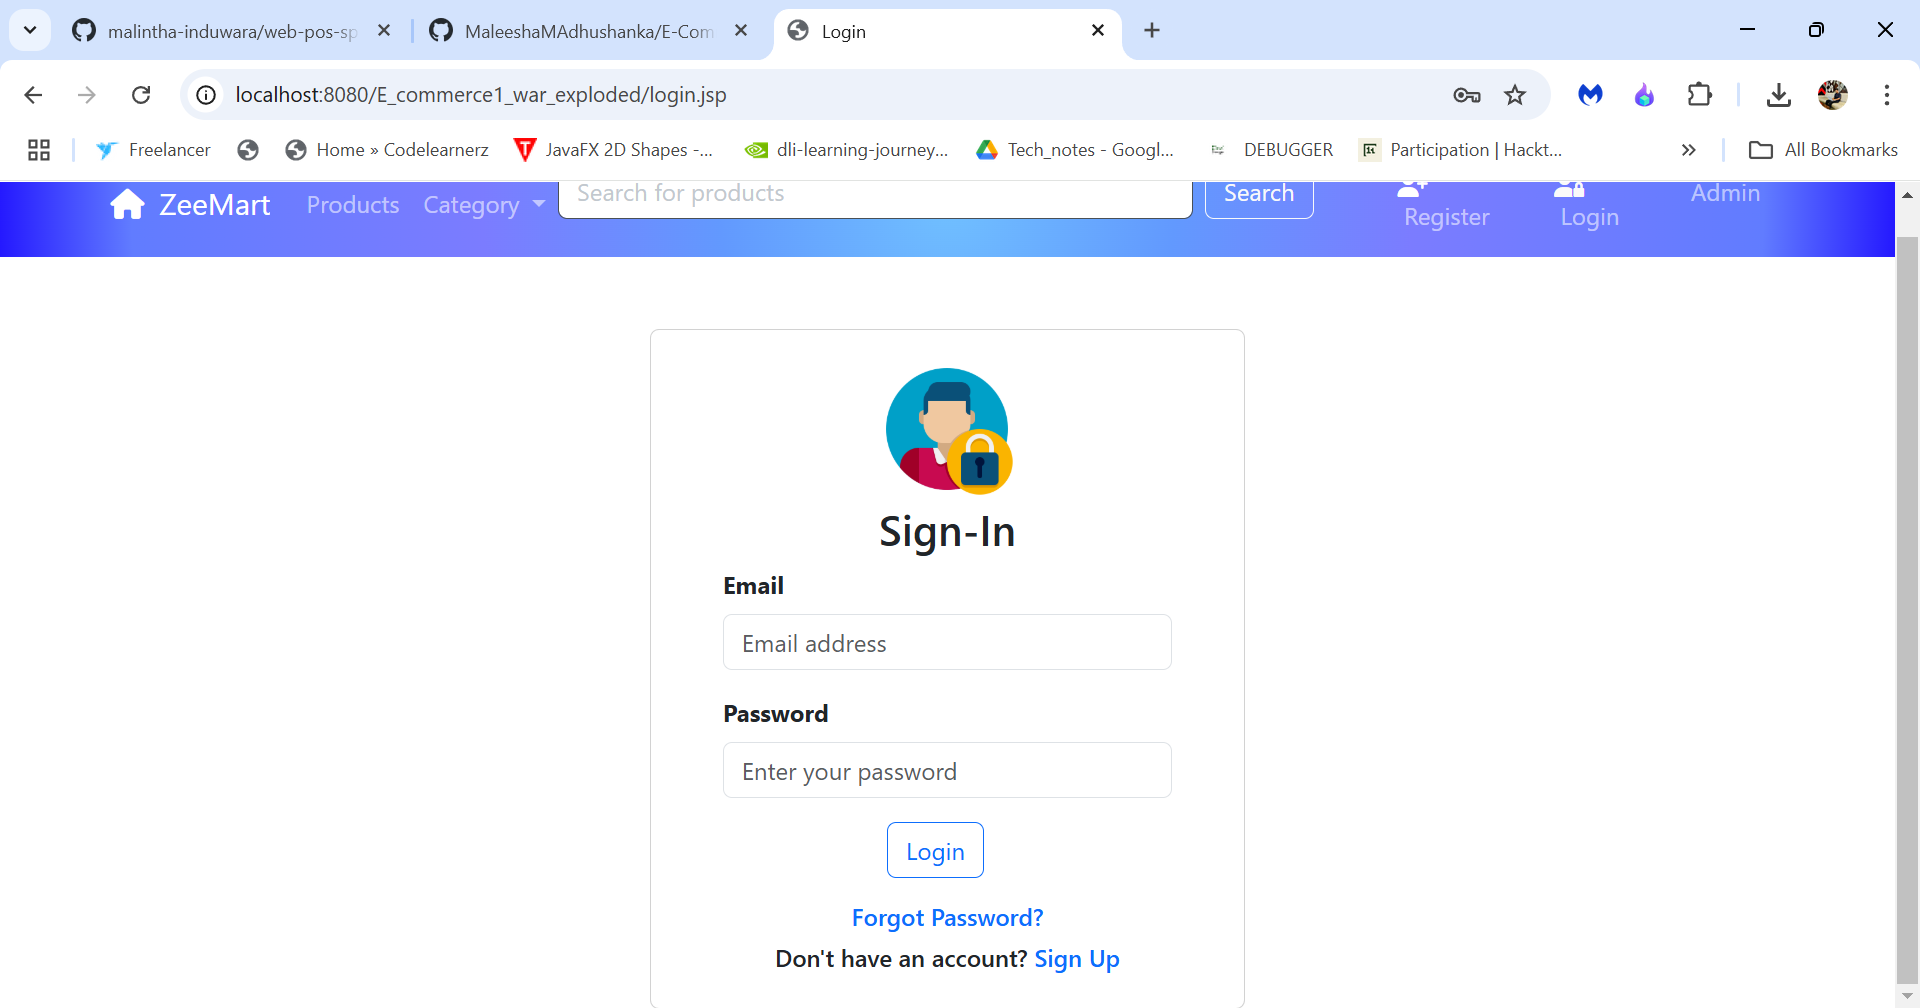 malintha-induwara/web-pos-sp
MaleeshaMAdhushanka/E-Com
Login
localhost:8080/E_commerce1_war_exploded/login.jsp
Freelancer
Home » Codelearnerz
JavaFX 2D Shapes -...
dli-learning-journey...
Tech_notes - Googl...
DEBUGGER
Participation | Hackt...
All Bookmarks
ZeeMart
Products
Category
Search for products
Search
Register
Login
Admin
Sign-In
Email
Email address
Password
Enter your password
Login
Forgot Password?
Don't have an account? Sign Up